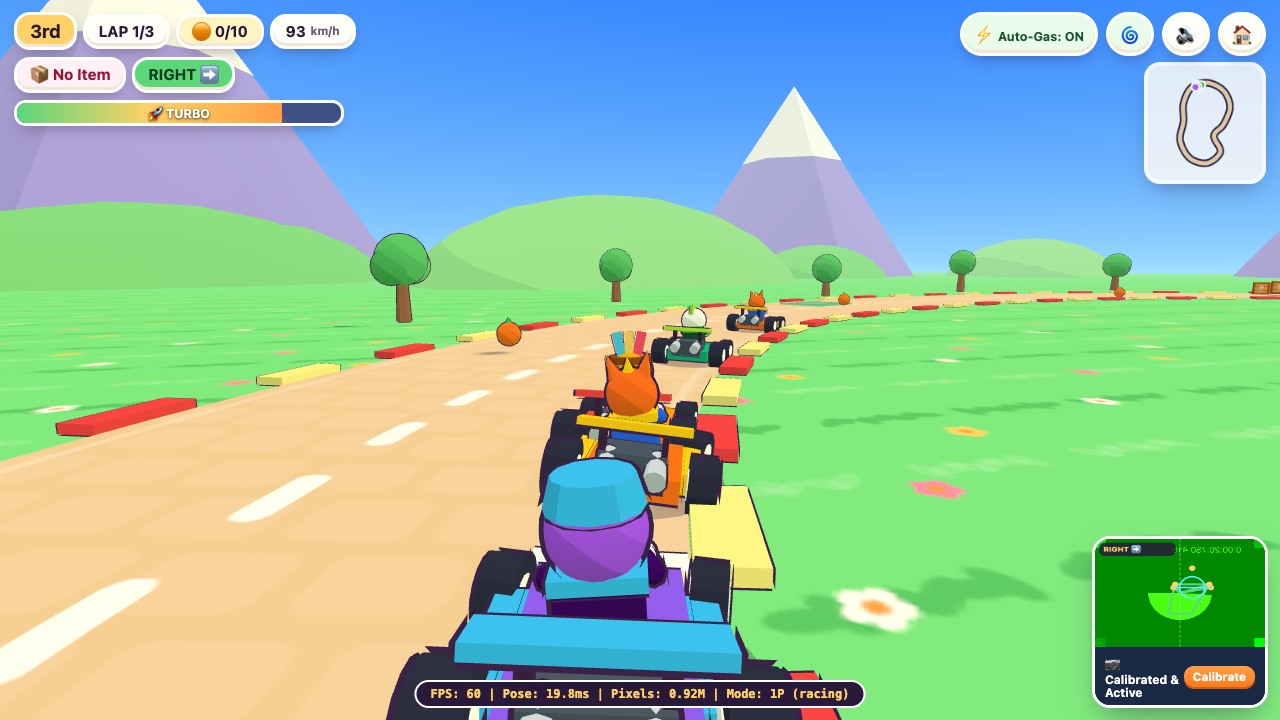 3rd
LAP 1/3
0/10
93 km/h
Auto-Gas: ON
No Item
RIGHT
TURBO
RIGHT
Calibrated &
Active
Calibrate
FPS: 60 | Pose: 19.8ms | Pixels: 0.92M | Mode: 1P (racing)